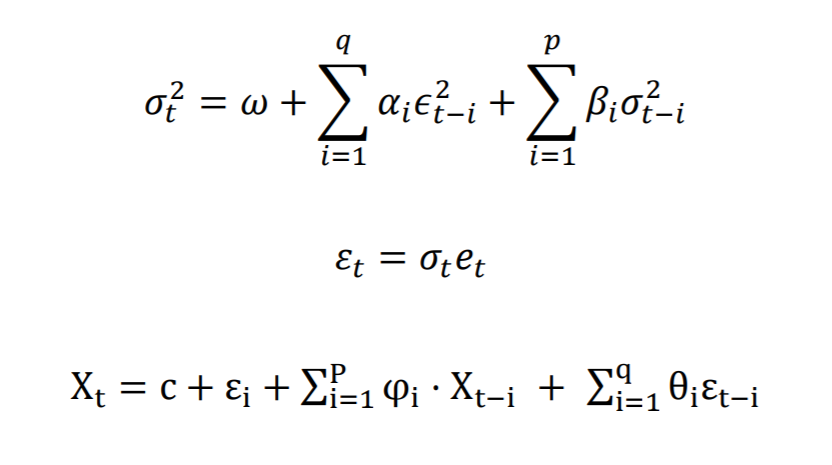 σ_t^2 = ω + ∑_{i=1}^{q} α_i ϵ_{t−i}^2 + ∑_{i=1}^{p} β_i σ_{t−i}^2
ε_t = σ_t e_t
X_t = c + ε_i + ∑_{i=1}^{P} φ_i · X_{t−i} + ∑_{i=1}^{q} θ_i ε_{t−i}